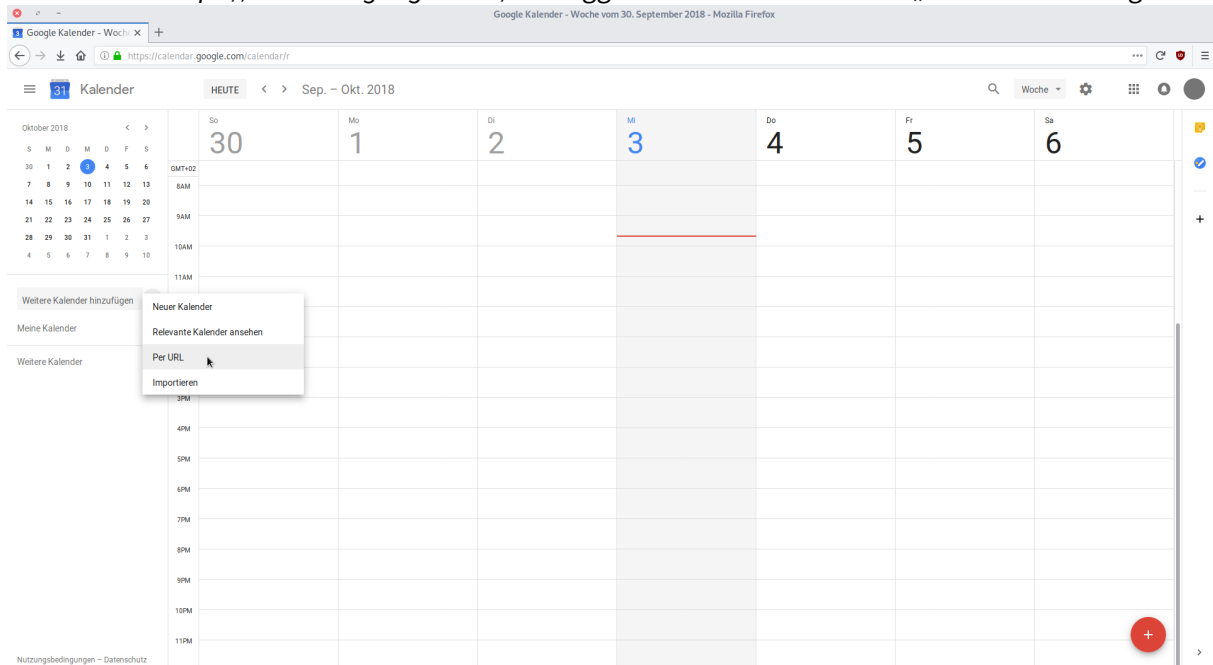 Google Kalender - Woche vom 30. September 2018 - Mozilla Firefox
31 Google Kalender - Woch
https://calendar.google.com/calendar/r
31 Kalender HEUTE Sep. – Okt. 2018 Woche
Oktober 2018
S M D M D F S
30 1 2 3 4 5 6
7 8 9 10 11 12 13
14 15 16 17 18 19 20
21 22 23 24 25 26 27
28 29 30 31 1 2 3
4 5 6 7 8 9 10
Weitere Kalender hinzufügen
Meine Kalender
Weitere Kalender
Neuer Kalender
Relevante Kalender ansehen
Per URL
Importieren
So Mo Di Mi Do Fr Sa
30 1 2 3 4 5 6
GMT+02
8AM
9AM
10AM
11AM
3PM
4PM
5PM
6PM
7PM
8PM
9PM
10PM
11PM
Nutzungsbedingungen – Datenschutz